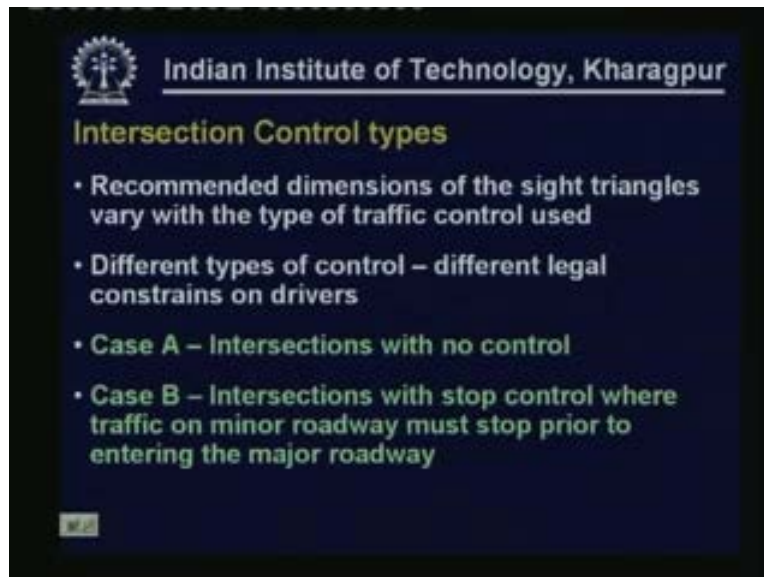 Indian Institute of Technology, Kharagpur
Intersection Control types
• Recommended dimensions of the sight triangles
vary with the type of traffic control used
• Different types of control – different legal
constrains on drivers
• Case A – Intersections with no control
• Case B – Intersections with stop control where
traffic on minor roadway must stop prior to
entering the major roadway